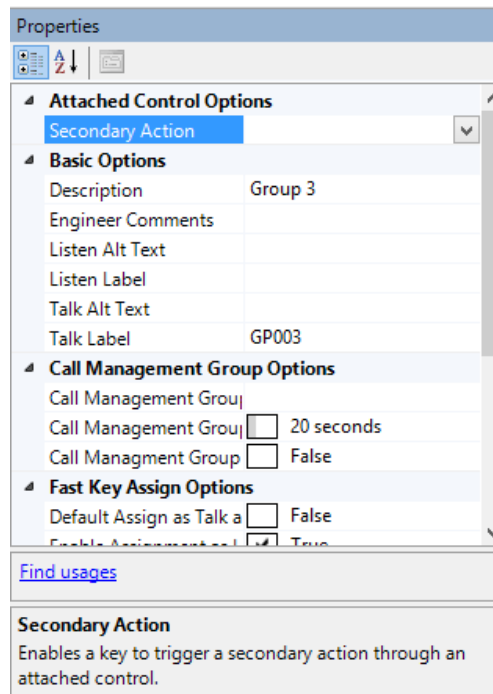 Properties
Attached Control Options
Secondary Action
Basic Options
Description Group 3
Engineer Comments
Listen Alt Text
Listen Label
Talk Alt Text
Talk Label GP003
Call Management Group Options
Call Management Grou
Call Management Grou 20 seconds
Call Managment Group False
Fast Key Assign Options
Default Assign as Talk a False
Enable Assignment as True
Find usages
Secondary Action
Enables a key to trigger a secondary action through an
attached control.